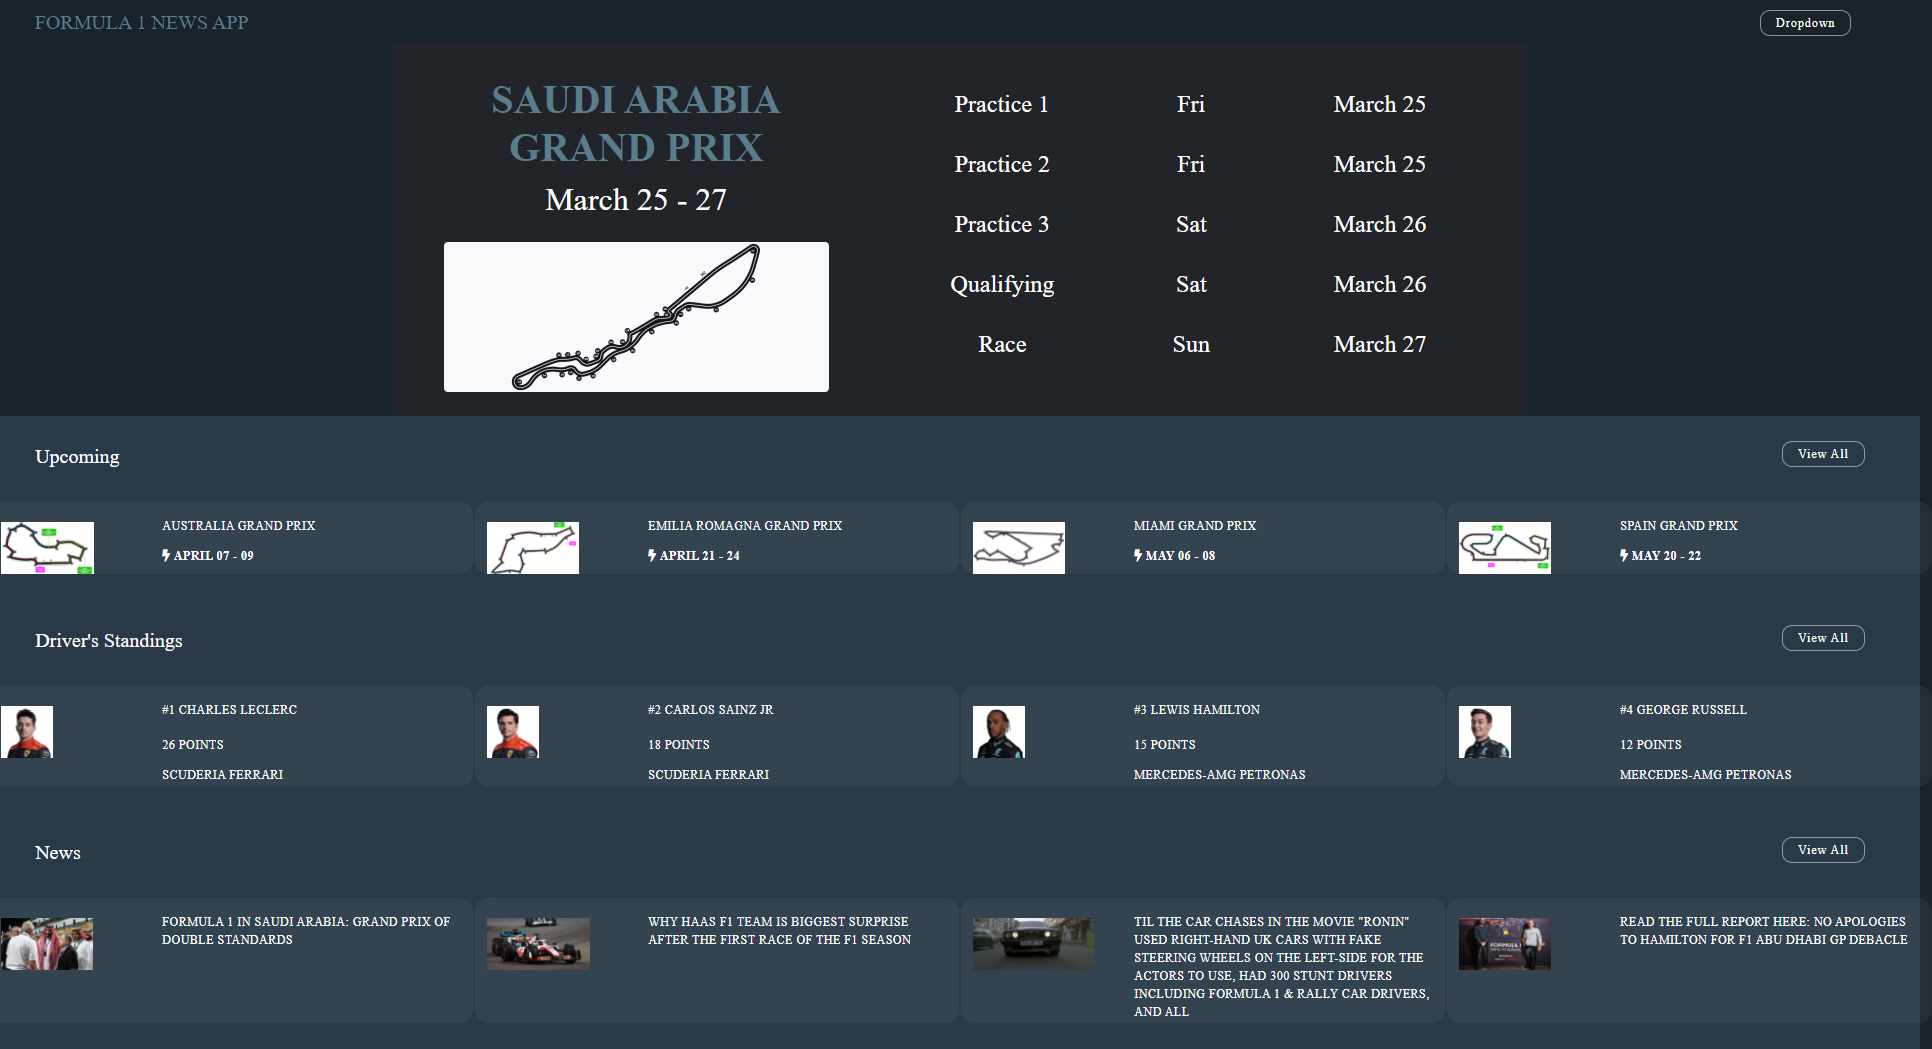 FORMULA 1 NEWS APP
Dropdown
SAUDI ARABIA
GRAND PRIX
March 25 - 27
Practice 1 Fri March 25
Practice 2 Fri March 25
Practice 3 Sat March 26
Qualifying Sat March 26
Race Sun March 27
Upcoming
View All
AUSTRALIA GRAND PRIX
APRIL 07 - 09
EMILIA ROMAGNA GRAND PRIX
APRIL 21 - 24
MIAMI GRAND PRIX
MAY 06 - 08
SPAIN GRAND PRIX
MAY 20 - 22
Driver's Standings
View All
#1 CHARLES LECLERC
26 POINTS
SCUDERIA FERRARI
#2 CARLOS SAINZ JR
18 POINTS
SCUDERIA FERRARI
#3 LEWIS HAMILTON
15 POINTS
MERCEDES-AMG PETRONAS
#4 GEORGE RUSSELL
12 POINTS
MERCEDES-AMG PETRONAS
News
View All
FORMULA 1 IN SAUDI ARABIA: GRAND PRIX OF
DOUBLE STANDARDS
WHY HAAS F1 TEAM IS BIGGEST SURPRISE
AFTER THE FIRST RACE OF THE F1 SEASON
TIL THE CAR CHASES IN THE MOVIE "RONIN"
USED RIGHT-HAND UK CARS WITH FAKE
STEERING WHEELS ON THE LEFT-SIDE FOR THE
ACTORS TO USE, HAD 300 STUNT DRIVERS
INCLUDING FORMULA 1 & RALLY CAR DRIVERS,
AND ALL
FORMULA 1
READ THE FULL REPORT HERE: NO APOLOGIES
TO HAMILTON FOR F1 ABU DHABI GP DEBACLE